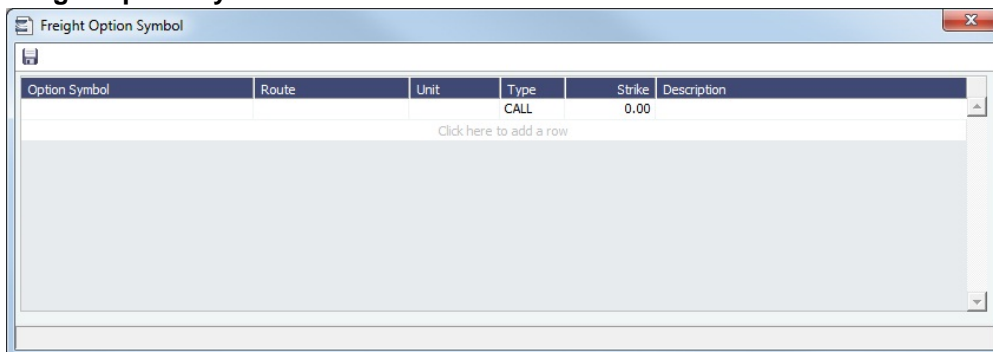 Freight Option Symbol
Option Symbol Route Unit Type Strike Description
CALL 0.00
Click here to add a row